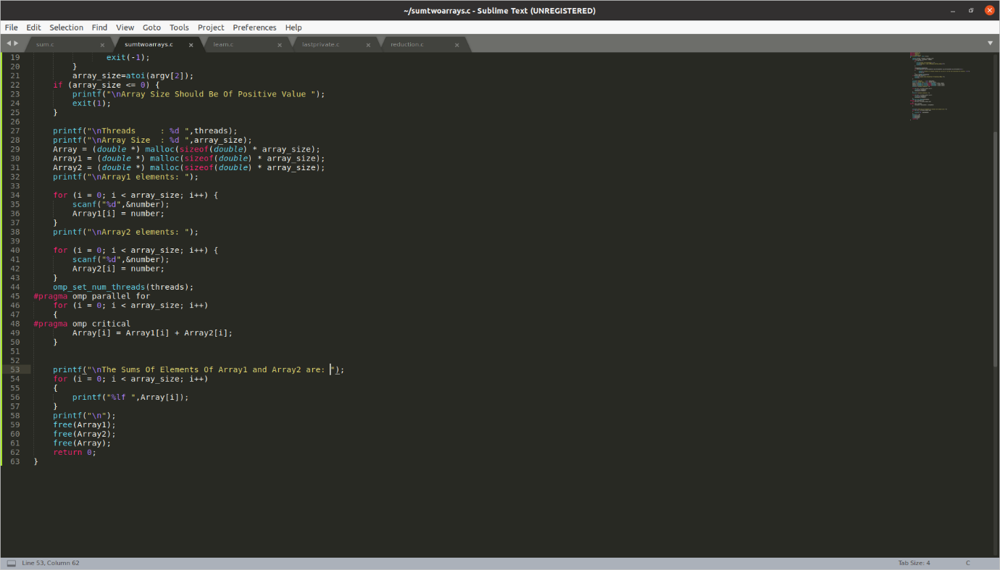 ~/sumtwoarrays.c - Sublime Text (UNREGISTERED)
File Edit Selection Find View Goto Tools Project Preferences Help
sum.c sumtwoarrays.c learn.c lastprivate.c reduction.c
19 exit(-1);
20 }
21 array_size=atoi(argv[2]);
22 if (array_size <= 0) {
23 printf("\nArray Size Should Be Of Positive Value ");
24 exit(1);
25 }
26
27 printf("\nThreads     : %d ",threads);
28 printf("\nArray Size  : %d ",array_size);
29 Array = (double *) malloc(sizeof(double) * array_size);
30 Array1 = (double *) malloc(sizeof(double) * array_size);
31 Array2 = (double *) malloc(sizeof(double) * array_size);
32 printf("\nArray1 elements: ");
33
34 for (i = 0; i < array_size; i++) {
35 scanf("%d",&number);
36 Array1[i] = number;
37 }
38 printf("\nArray2 elements: ");
39
40 for (i = 0; i < array_size; i++) {
41 scanf("%d",&number);
42 Array2[i] = number;
43 }
44 omp_set_num_threads(threads);
45 #pragma omp parallel for
46 for (i = 0; i < array_size; i++)
47 {
48 #pragma omp critical
49 Array[i] = Array1[i] + Array2[i];
50 }
51
52
53 printf("\nThe Sums Of Elements Of Array1 and Array2 are: ");
54 for (i = 0; i < array_size; i++)
55 {
56 printf("%lf ",Array[i]);
57 }
58 printf("\n");
59 free(Array1);
60 free(Array2);
61 free(Array);
62 return 0;
63 }
Line 53, Column 62 Tab Size: 4 C